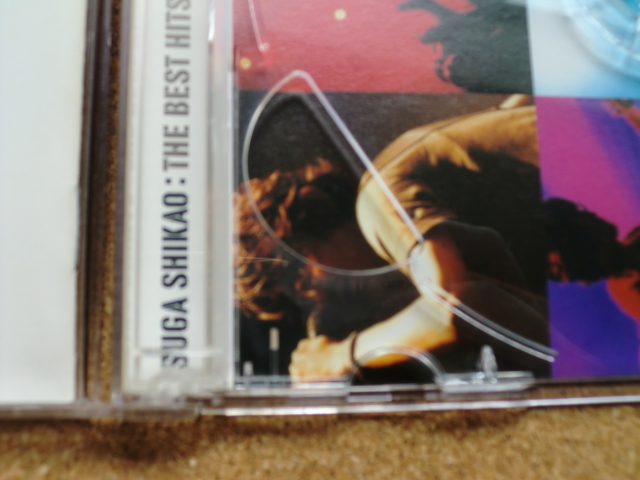 SUGA SHIKAO : THE BEST HITS